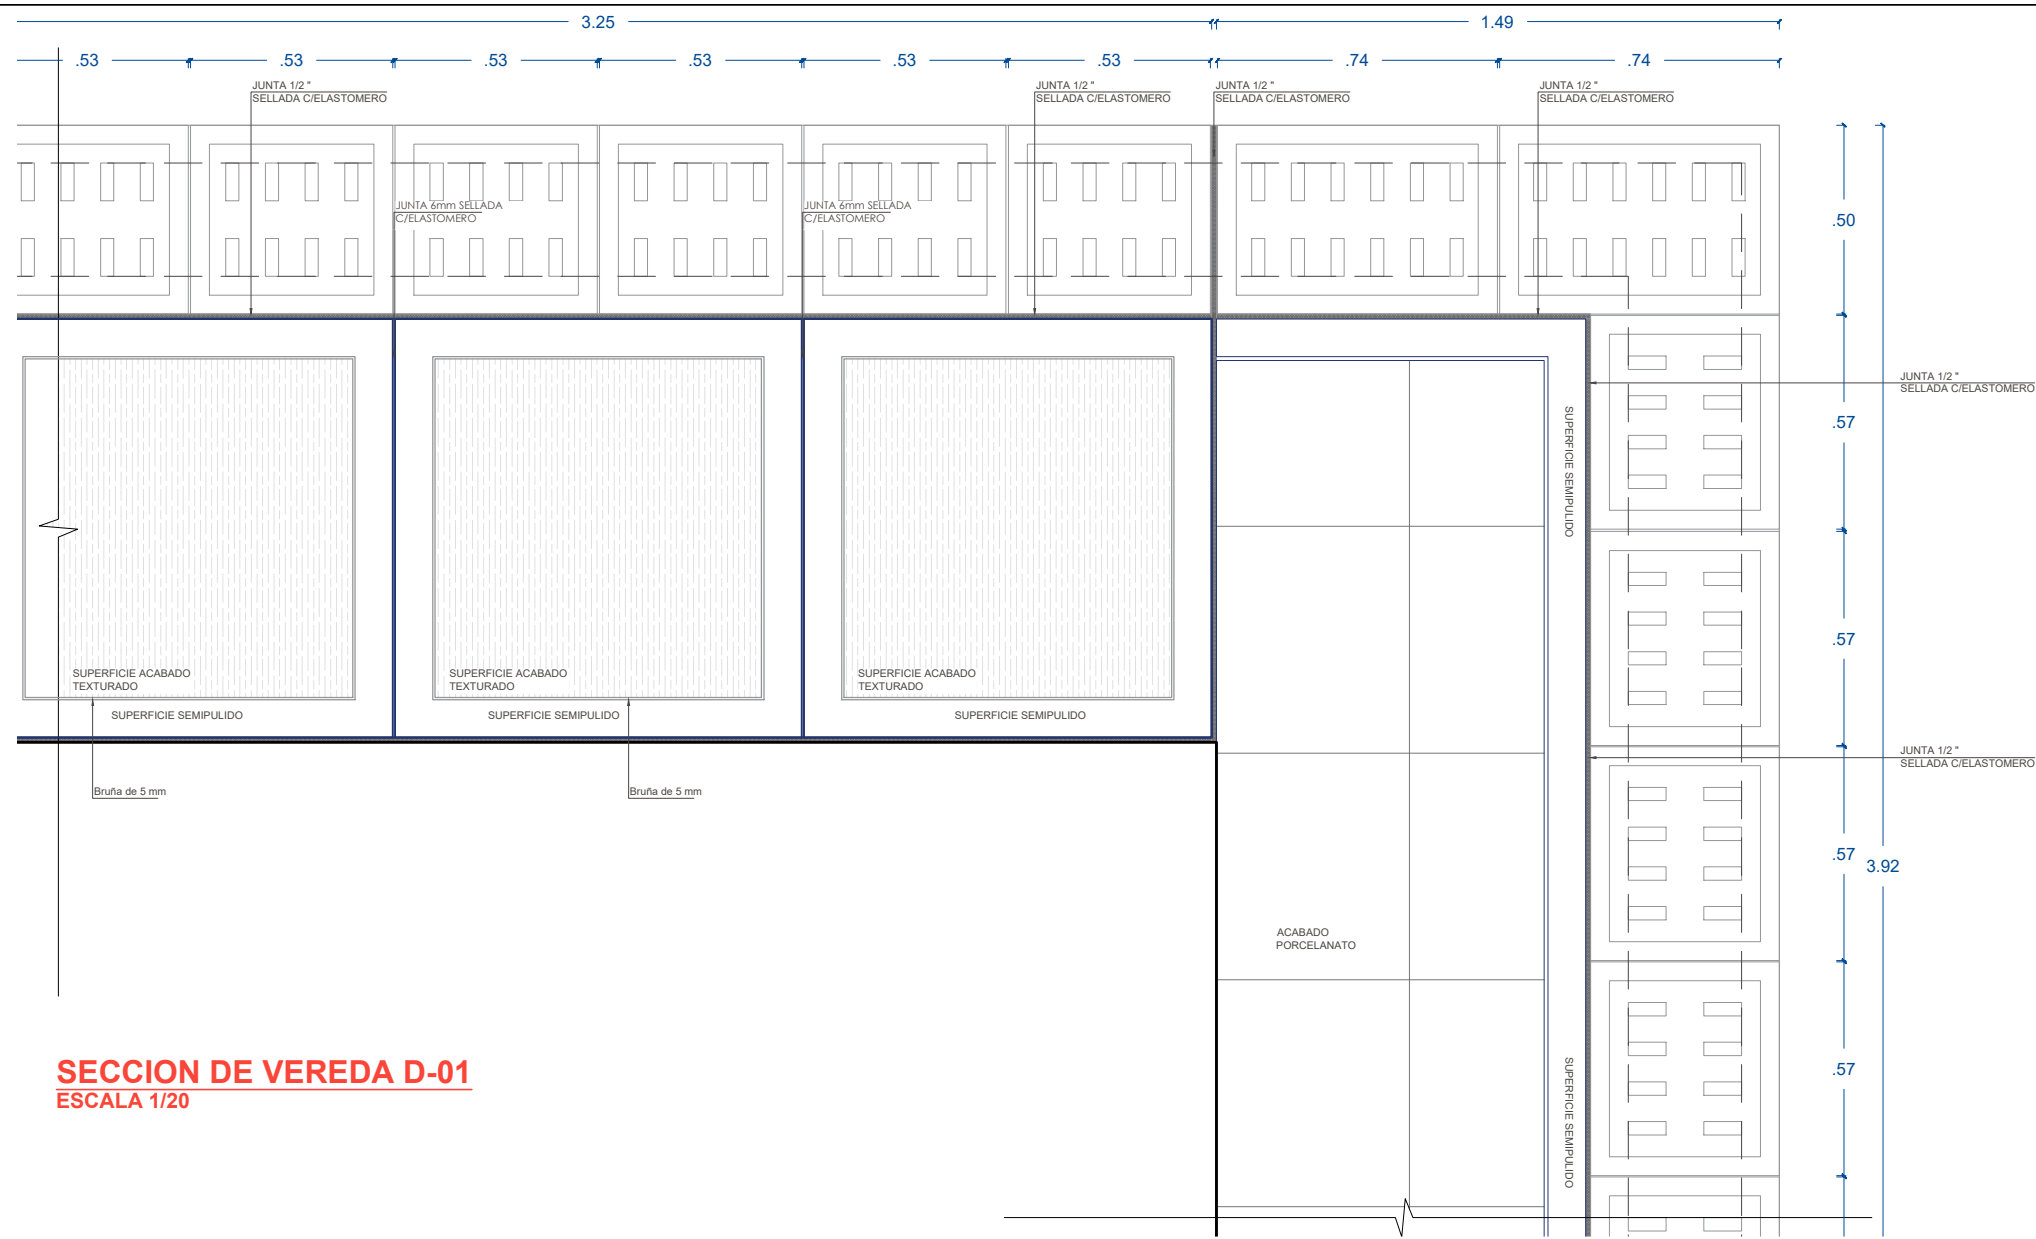 3.25
1.49
.53
.53
.53
.53
.53
.53
.74
.74
JUNTA 1/2 "
SELLADA C/ELASTOMERO
JUNTA 1/2 "
SELLADA C/ELASTOMERO
JUNTA 1/2 "
SELLADA C/ELASTOMERO
JUNTA 1/2 "
SELLADA C/ELASTOMERO
JUNTA 6mm SELLADA
C/ELASTOMERO
JUNTA 6mm SELLADA
C/ELASTOMERO
.50
JUNTA 1/2 "
SELLADA C/ELASTOMERO
.57
SUPERFICIE SEMIPULIDO
.57
SUPERFICIE ACABADO
TEXTURADO
SUPERFICIE ACABADO
TEXTURADO
SUPERFICIE ACABADO
TEXTURADO
SUPERFICIE SEMIPULIDO
SUPERFICIE SEMIPULIDO
SUPERFICIE SEMIPULIDO
JUNTA 1/2 "
SELLADA C/ELASTOMERO
Bruña de 5 mm
Bruña de 5 mm
.57
3.92
ACABADO
PORCELANATO
.57
SUPERFICIE SEMIPULIDO
SECCION DE VEREDA D-01
ESCALA 1/20